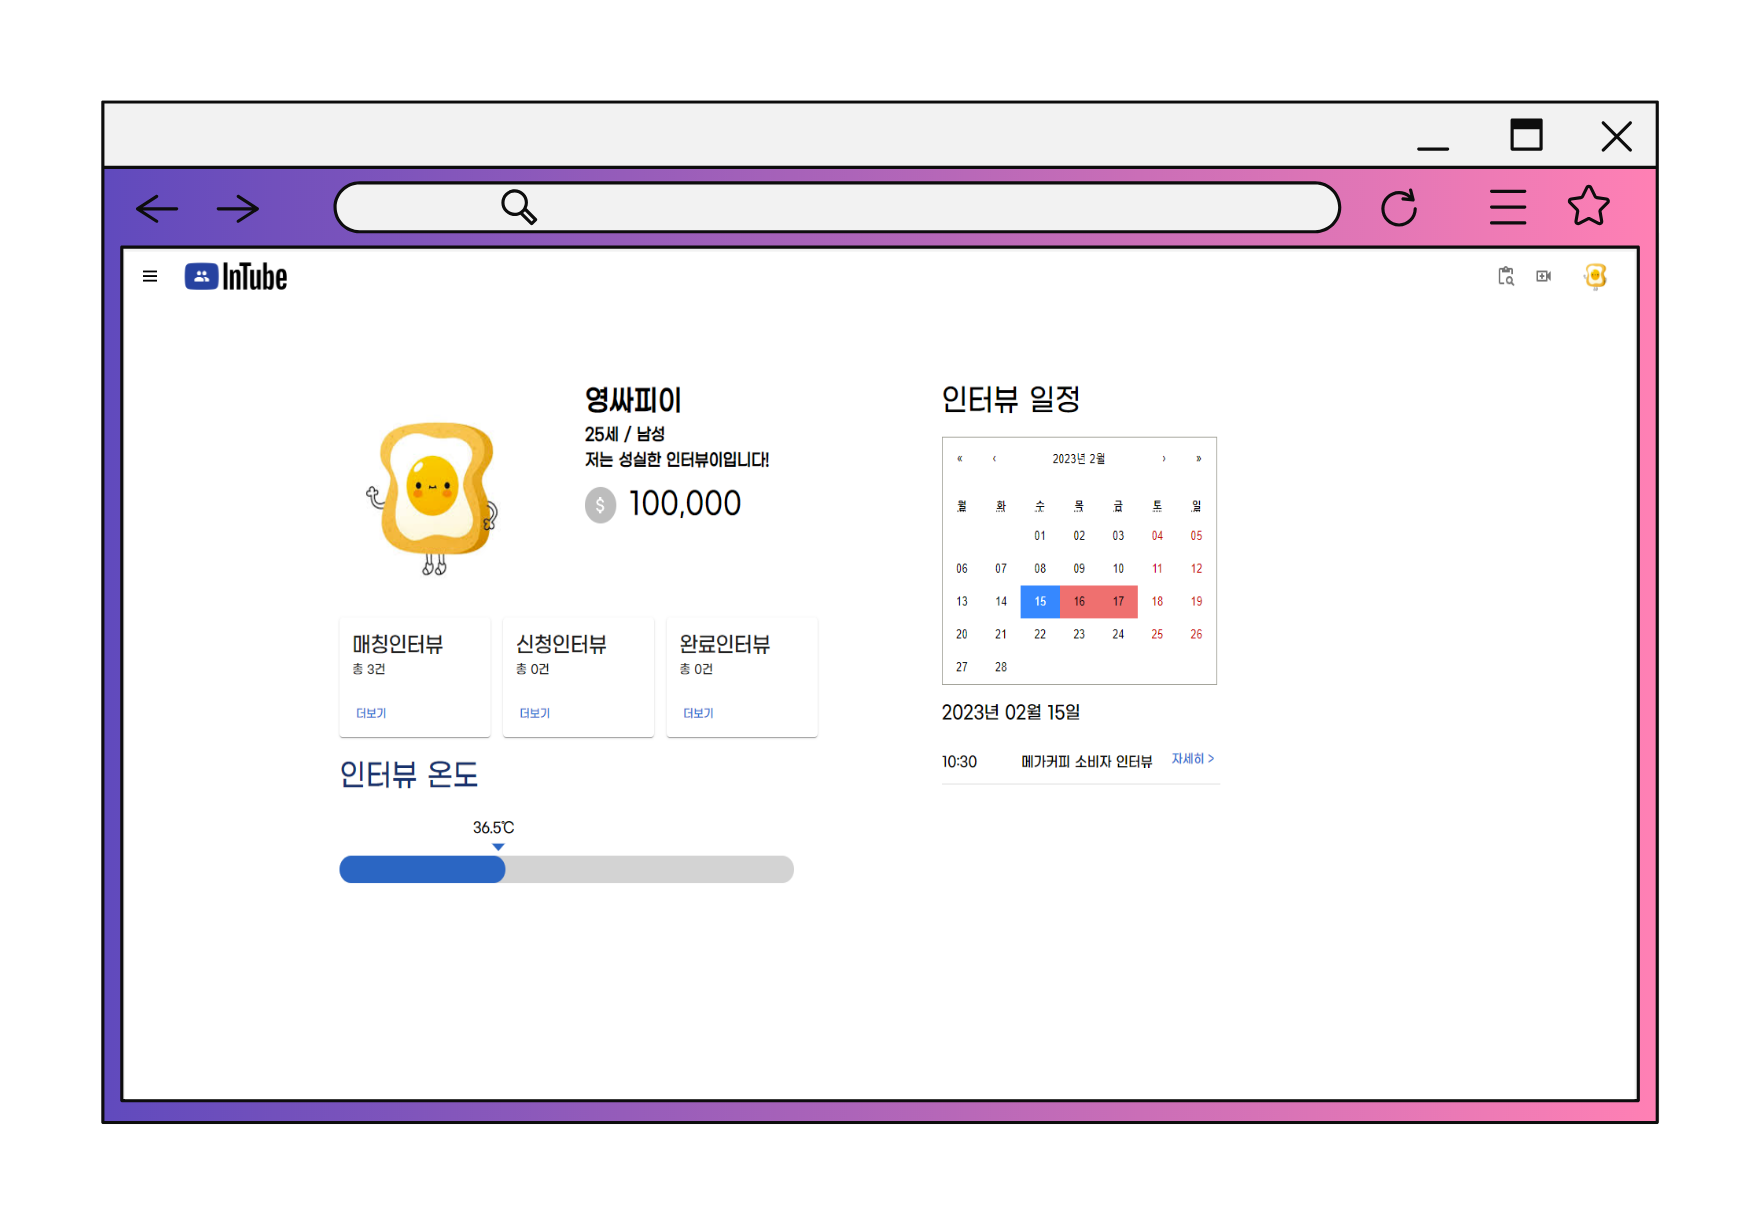 InTube
영싸피이
25세 / 남성
저는 성실한 인터뷰이입니다!
$ 100,000
매칭인터뷰
총 3건
더보기
신청인터뷰
총 0건
더보기
완료인터뷰
총 0건
더보기
인터뷰 온도
36.5℃
인터뷰 일정
« ‹ 2023년 2월 › »
월 화 수 목 금 토 일
01 02 03 04 05
06 07 08 09 10 11 12
13 14 15 16 17 18 19
20 21 22 23 24 25 26
27 28
2023년 02월 15일
10:30 메가커피 소비자 인터뷰 자세히 >